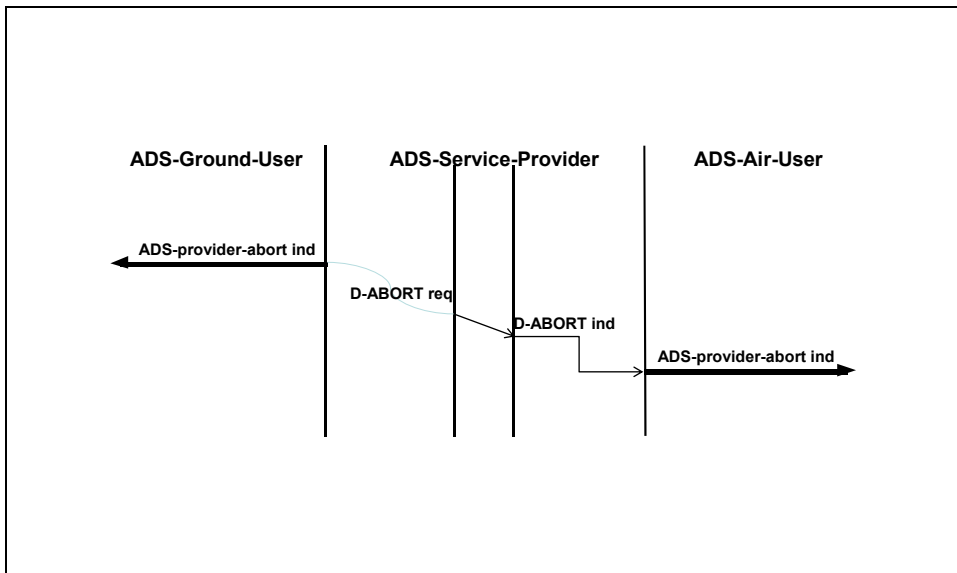 ADS-Ground-User
ADS-Service-Provider
ADS-Air-User
ADS-provider-abort ind
D-ABORT req
D-ABORT ind
ADS-provider-abort ind